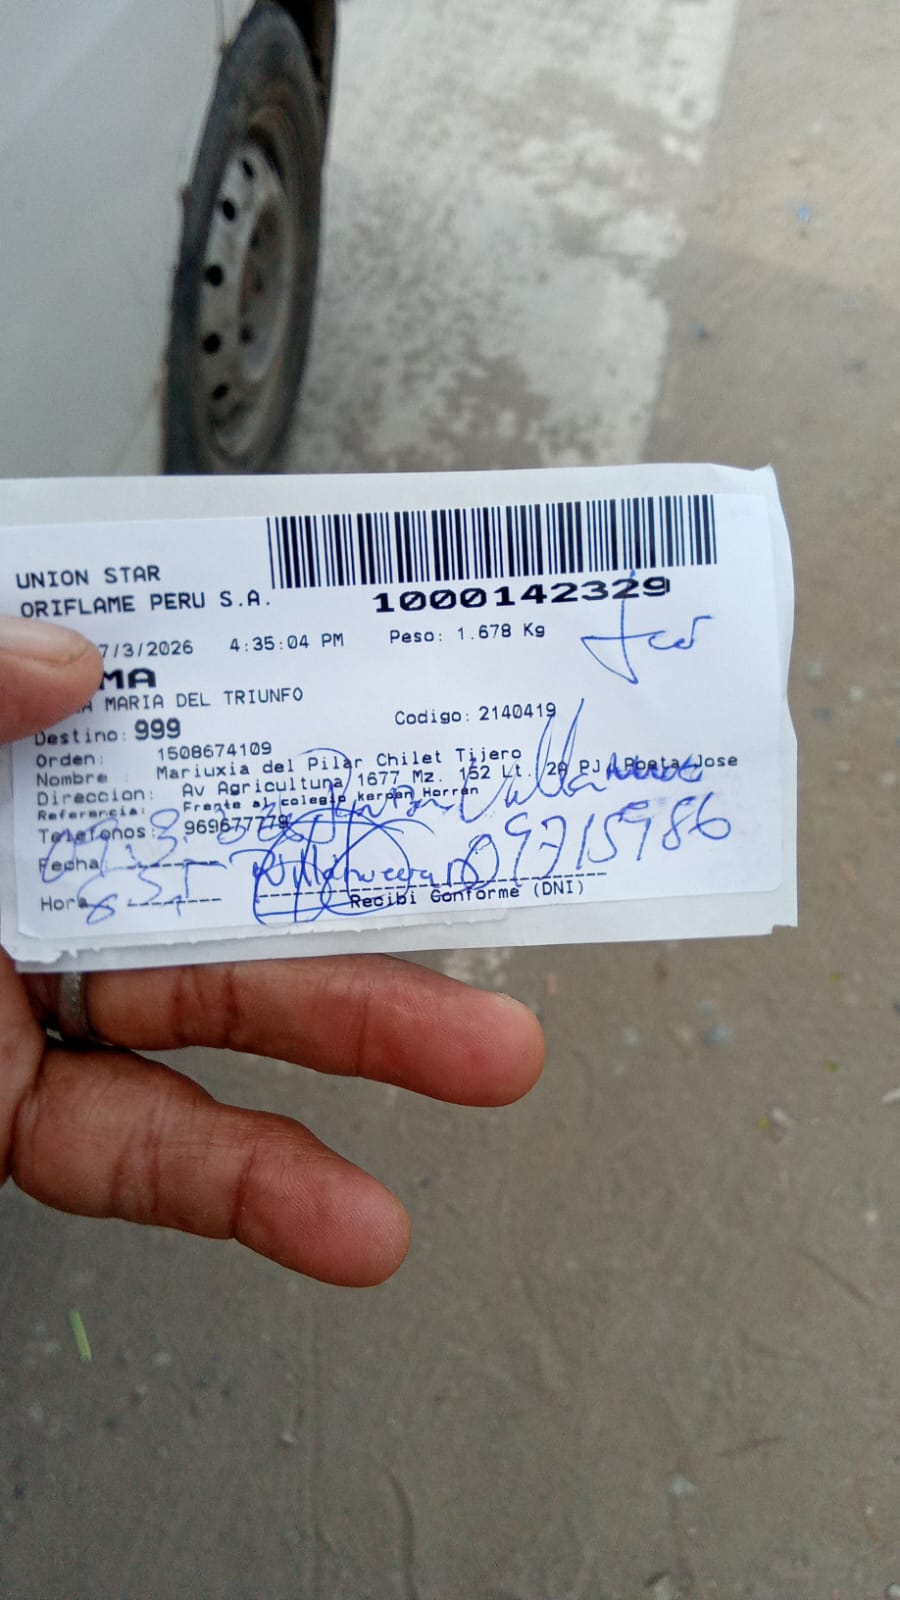 UNION STAR
ORIFLAME PERU S.A.
1000142329
7/3/2026 4:35:04 PM Peso: 1.678 Kg
MA
MARIA DEL TRIUNFO
Destino: 999 Codigo: 2140419
Orden: 1508674109
Nombre : Mariuxia del Pilar Chilet Tijero
Direccion: Av Agricultura 1677 Mz. 152 Lt. 20 PJ. Poeta Jose
Referencia: Frente al colegio
Telefonos: 969677779
Fecha
Hora
09715986
Recibi Conforme (DNI)